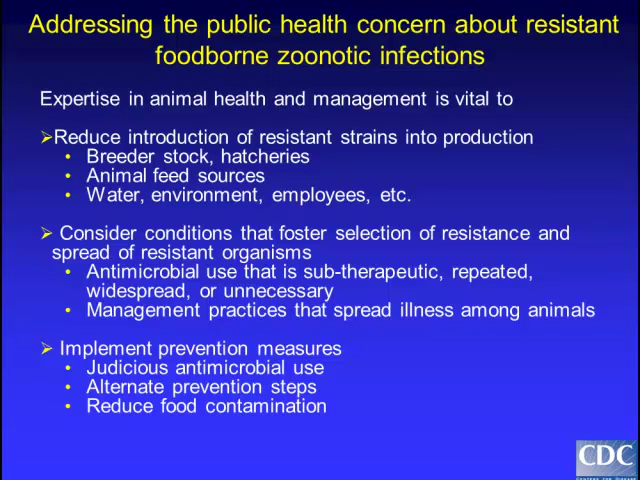 Addressing the public health concern about resistant
foodborne zoonotic infections
Expertise in animal health and management is vital to
➢Reduce introduction of resistant strains into production
• Breeder stock, hatcheries
• Animal feed sources
• Water, environment, employees, etc.
➢ Consider conditions that foster selection of resistance and
spread of resistant organisms
• Antimicrobial use that is sub-therapeutic, repeated,
widespread, or unnecessary
• Management practices that spread illness among animals
➢ Implement prevention measures
• Judicious antimicrobial use
• Alternate prevention steps
• Reduce food contamination
CDC